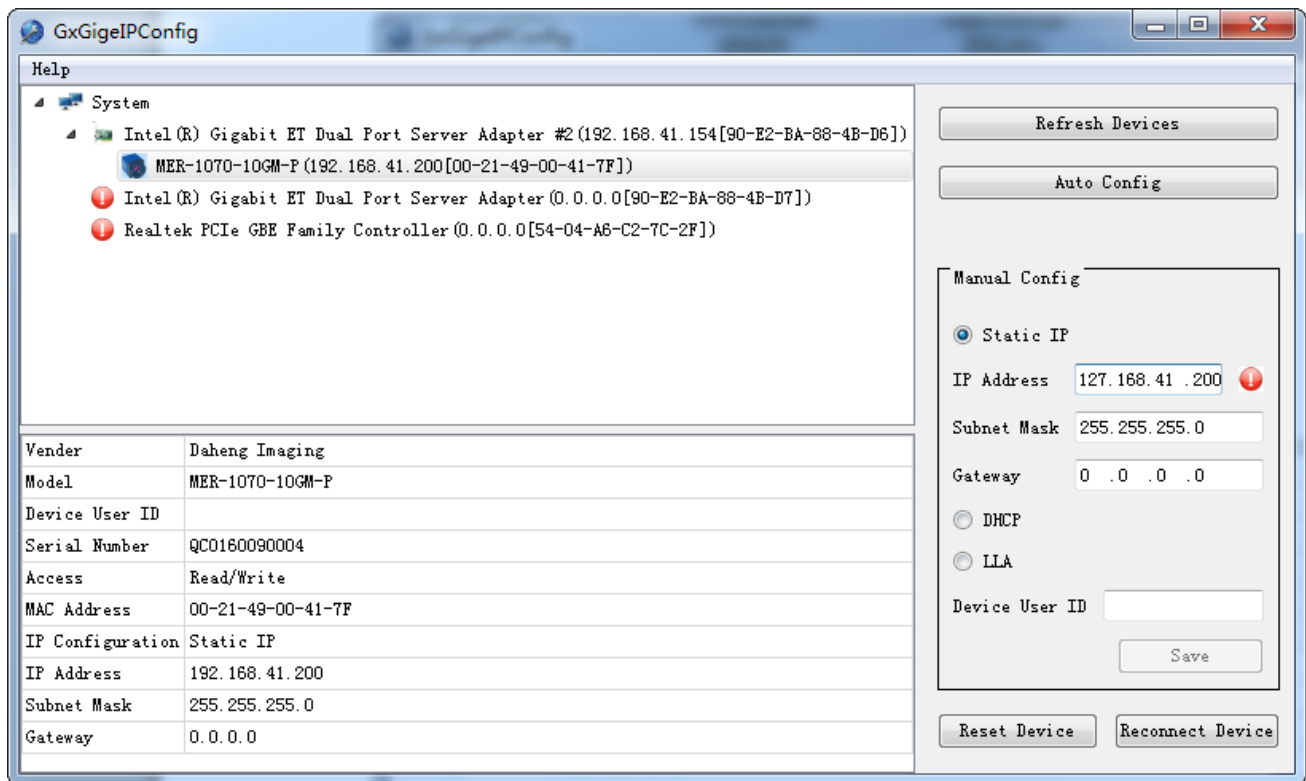 GxGigeIPConfig
Help
System
Intel(R) Gigabit ET Dual Port Server Adapter #2(192.168.41.154[90-E2-BA-88-4B-D6])
MER-1070-10GM-P(192.168.41.200[00-21-49-00-41-7F])
Intel(R) Gigabit ET Dual Port Server Adapter(0.0.0.0[90-E2-BA-88-4B-D7])
Realtek PCIe GBE Family Controller(0.0.0.0[54-04-A6-C2-7C-2F])
Vender Daheng Imaging
Model MER-1070-10GM-P
Device User ID
Serial Number QC0160090004
Access Read/Write
MAC Address 00-21-49-00-41-7F
IP Configuration Static IP
IP Address 192.168.41.200
Subnet Mask 255.255.255.0
Gateway 0.0.0.0
Refresh Devices
Auto Config
Manual Config
Static IP
IP Address 127.168.41 .200
Subnet Mask 255.255.255.0
Gateway 0 .0 .0 .0
DHCP
LLA
Device User ID
Save
Reset Device Reconnect Device